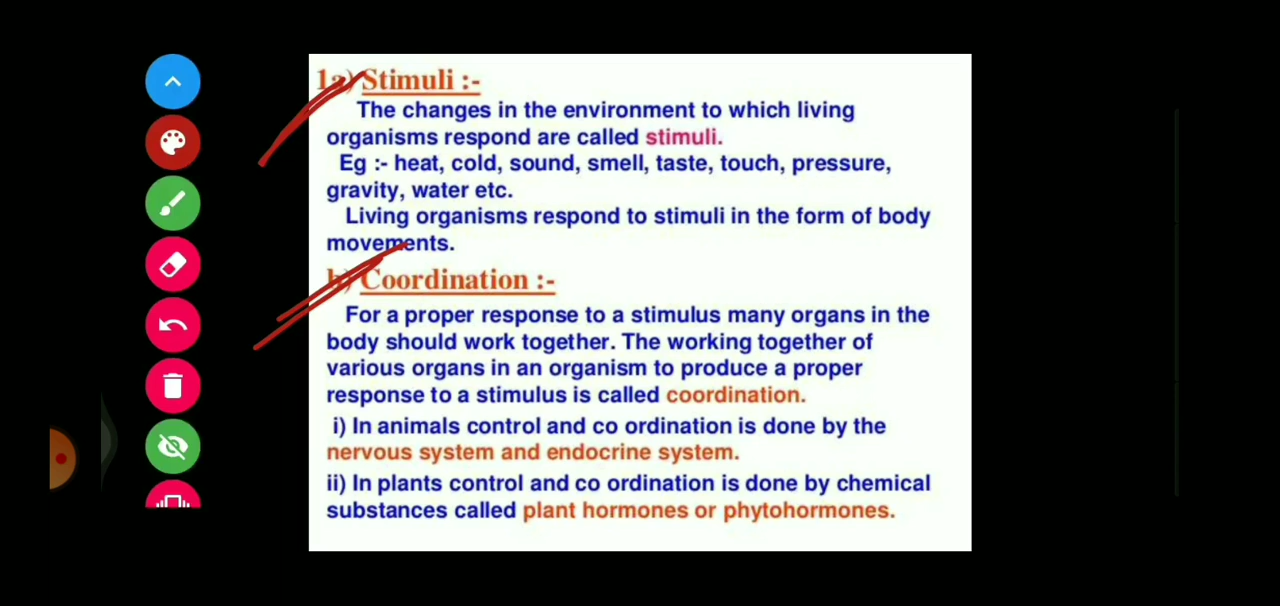 1a) Stimuli :-
The changes in the environment to which living
organisms respond are called stimuli.
Eg :- heat, cold, sound, smell, taste, touch, pressure,
gravity, water etc.
Living organisms respond to stimuli in the form of body
movements.
b) Coordination :-
For a proper response to a stimulus many organs in the
body should work together. The working together of
various organs in an organism to produce a proper
response to a stimulus is called coordination.
i) In animals control and co ordination is done by the
nervous system and endocrine system.
ii) In plants control and co ordination is done by chemical
substances called plant hormones or phytohormones.